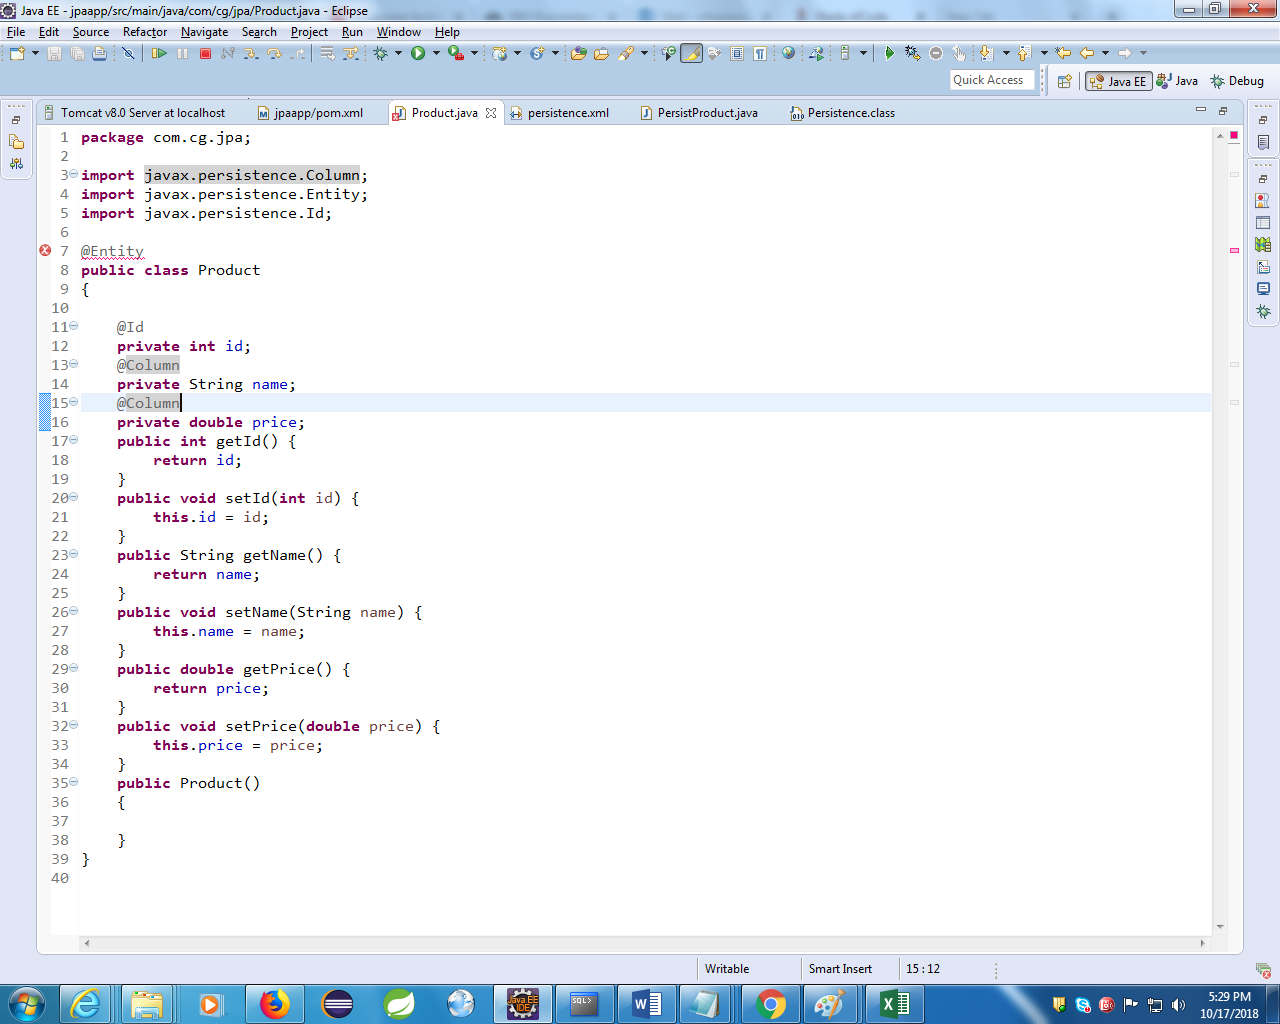 Java EE - jpaapp/src/main/java/com/cg/jpa/Product.java - Eclipse
File Edit Source Refactor Navigate Search Project Run Window Help
Quick Access Java EE Java Debug
Tomcat v8.0 Server at localhost jpaapp/pom.xml Product.java persistence.xml PersistProduct.java Persistence.class
1 package com.cg.jpa;
2
3 import javax.persistence.Column;
4 import javax.persistence.Entity;
5 import javax.persistence.Id;
6
7 @Entity
8 public class Product
9 {
10
11 @Id
12 private int id;
13 @Column
14 private String name;
15 @Column
16 private double price;
17 public int getId() {
18 return id;
19 }
20 public void setId(int id) {
21 this.id = id;
22 }
23 public String getName() {
24 return name;
25 }
26 public void setName(String name) {
27 this.name = name;
28 }
29 public double getPrice() {
30 return price;
31 }
32 public void setPrice(double price) {
33 this.price = price;
34 }
35 public Product()
36 {
37
38 }
39 }
40
Writable Smart Insert 15 : 12
Java EE
IDE
SQL>
5:29 PM
10/17/2018